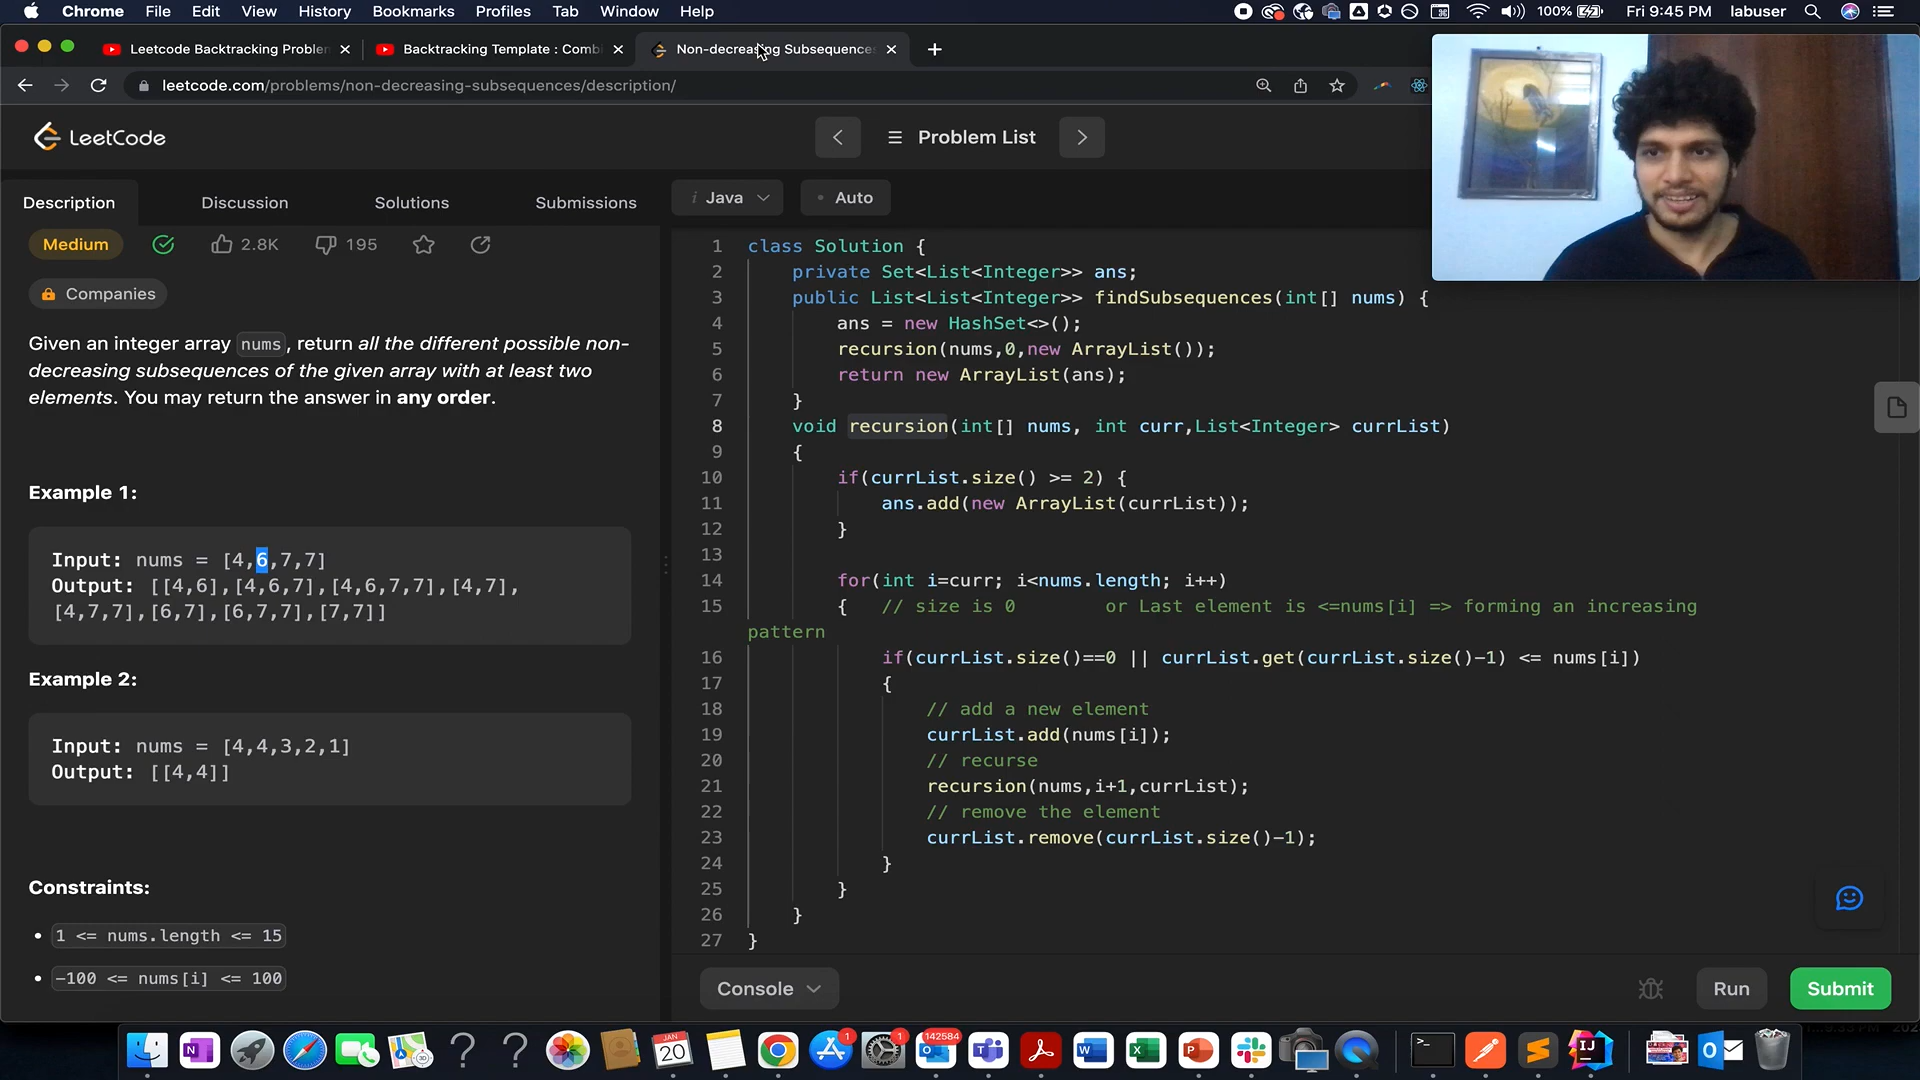 Chrome File Edit View History Bookmarks Profiles Tab Window Help 100% Fri 9:45 PM labuser
Leetcode Backtracking Problem Backtracking Template : Combi Non-decreasing Subsequences
leetcode.com/problems/non-decreasing-subsequences/description/
LeetCode
Problem List
Description Discussion Solutions Submissions
Java Auto
Medium 2.8K 195
Companies
Given an integer array nums, return all the different possible non-
decreasing subsequences of the given array with at least two
elements. You may return the answer in any order.
Example 1:
Input: nums = [4,6,7,7]
Output: [[4,6],[4,6,7],[4,6,7,7],[4,7],
[4,7,7],[6,7],[6,7,7],[7,7]]
Example 2:
Input: nums = [4,4,3,2,1]
Output: [[4,4]]
Constraints:
1 <= nums.length <= 15
-100 <= nums[i] <= 100
1 class Solution {
2 private Set<List<Integer>> ans;
3 public List<List<Integer>> findSubsequences(int[] nums) {
4 ans = new HashSet<>();
5 recursion(nums,0,new ArrayList());
6 return new ArrayList(ans);
7 }
8 void recursion(int[] nums, int curr,List<Integer> currList)
9 {
10 if(currList.size() >= 2) {
11 ans.add(new ArrayList(currList));
12 }
13
14 for(int i=curr; i<nums.length; i++)
15 { // size is 0 or Last element is <=nums[i] => forming an increasing
pattern
16 if(currList.size()==0 || currList.get(currList.size()-1) <= nums[i])
17 {
18 // add a new element
19 currList.add(nums[i]);
20 // recurse
21 recursion(nums,i+1,currList);
22 // remove the element
23 currList.remove(currList.size()-1);
24 }
25 }
26 }
27 }
Console Run Submit
JAN
20
1
1
142584